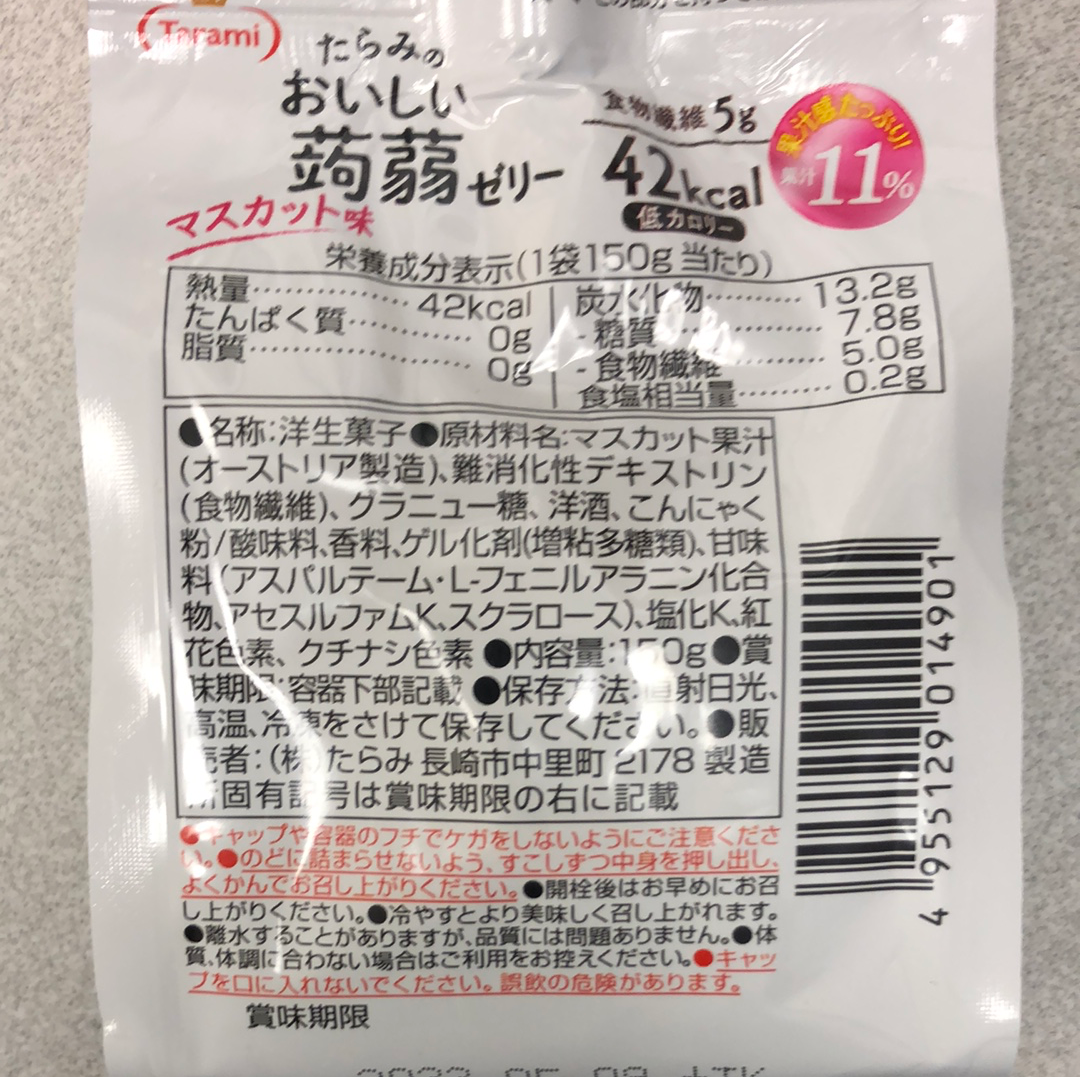 Tarami
たらみの
おいしい
蒟蒻ゼリー
マスカット味
食物繊維5g
42kcal
低カロリー
果汁感たっぷり!
果汁11%
栄養成分表示(1袋150g当たり)
熱量……………42kcal
たんぱく質…………0g
脂質…………………0g
炭水化物………13.2g
- 糖質……………7.8g
- 食物繊維………5.0g
食塩相当量………0.2g
●名称:洋生菓子●原材料名:マスカット果汁
(オーストリア製造)、難消化性デキストリン
(食物繊維)、グラニュー糖、洋酒、こんにゃく
粉/酸味料、香料、ゲル化剤(増粘多糖類)、甘味
料(アスパルテーム・L-フェニルアラニン化合
物、アセスルファムK、スクラロース)、塩化K、紅
花色素、クチナシ色素 ●内容量:150g●賞
味期限:容器下部記載 ●保存方法:直射日光、
高温、冷凍をさけて保存してください。●販
売者:(株)たらみ 長崎市中里町 2178 製造
所固有記号は賞味期限の右に記載
●キャップや容器のフチでケガをしないようにご注意くださ
い。●のどに詰まらせないよう、すこしずつ中身を押し出し、
よくかんでお召し上がりください。●開栓後はお早めにお召
し上がりください。●冷やすとより美味しく召し上がれます。
●離水することがありますが、品質には問題ありません。●体
質、体調に合わない場合はご利用をお控えください。●キャッ
プを口に入れないでください。誤飲の危険があります。
賞味期限
4955129014901